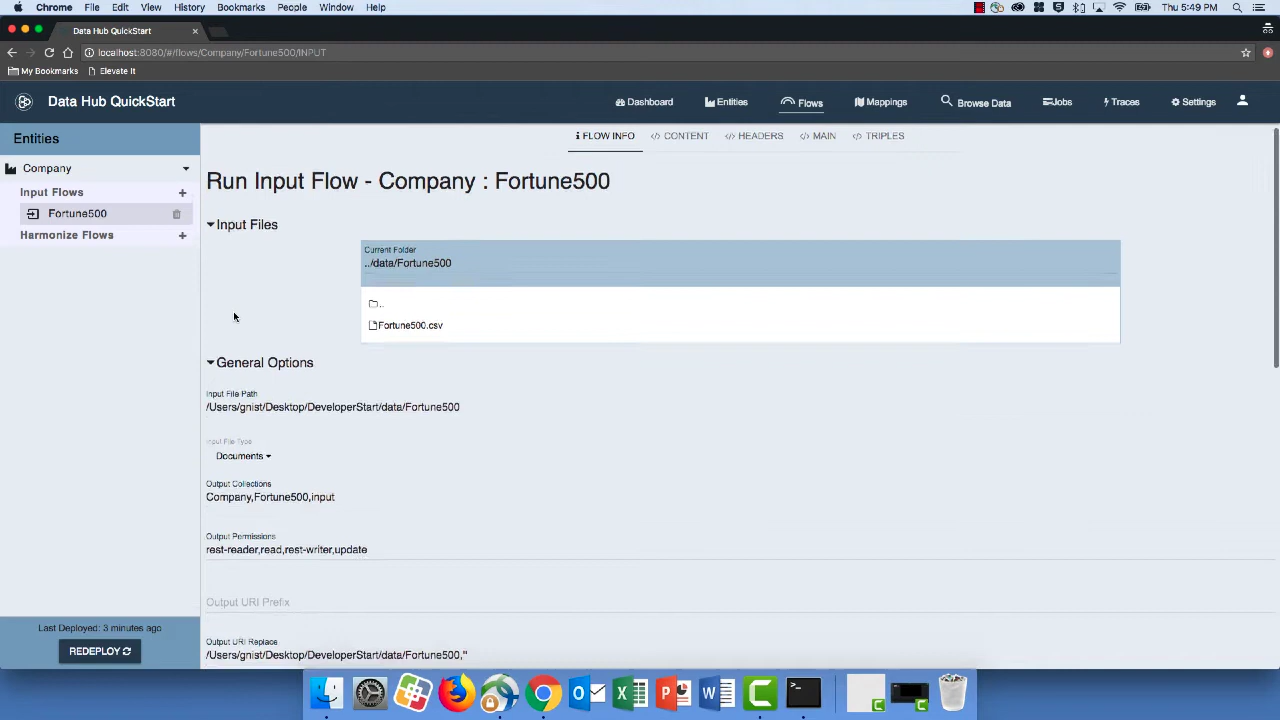 Chrome File Edit View History Bookmarks People Window Help Thu 5:49 PM
Data Hub QuickStart
localhost:8080/#/flows/Company/Fortune500/INPUT
My Bookmarks Elevate It
Data Hub QuickStart Dashboard Entities Flows Mappings Browse Data Jobs Traces Settings
Entities
Company
Input Flows +
Fortune500
Harmonize Flows +
FLOW INFO </> CONTENT </> HEADERS </> MAIN </> TRIPLES
Run Input Flow - Company : Fortune500
Input Files
Current Folder
../data/Fortune500
..
Fortune500.csv
General Options
Input File Path
/Users/gnist/Desktop/DeveloperStart/data/Fortune500
Input File Type
Documents
Output Collections
Company,Fortune500,input
Output Permissions
rest-reader,read,rest-writer,update
Output URI Prefix
Output URI Replace
/Users/gnist/Desktop/DeveloperStart/data/Fortune500,''
Last Deployed: 3 minutes ago
REDEPLOY